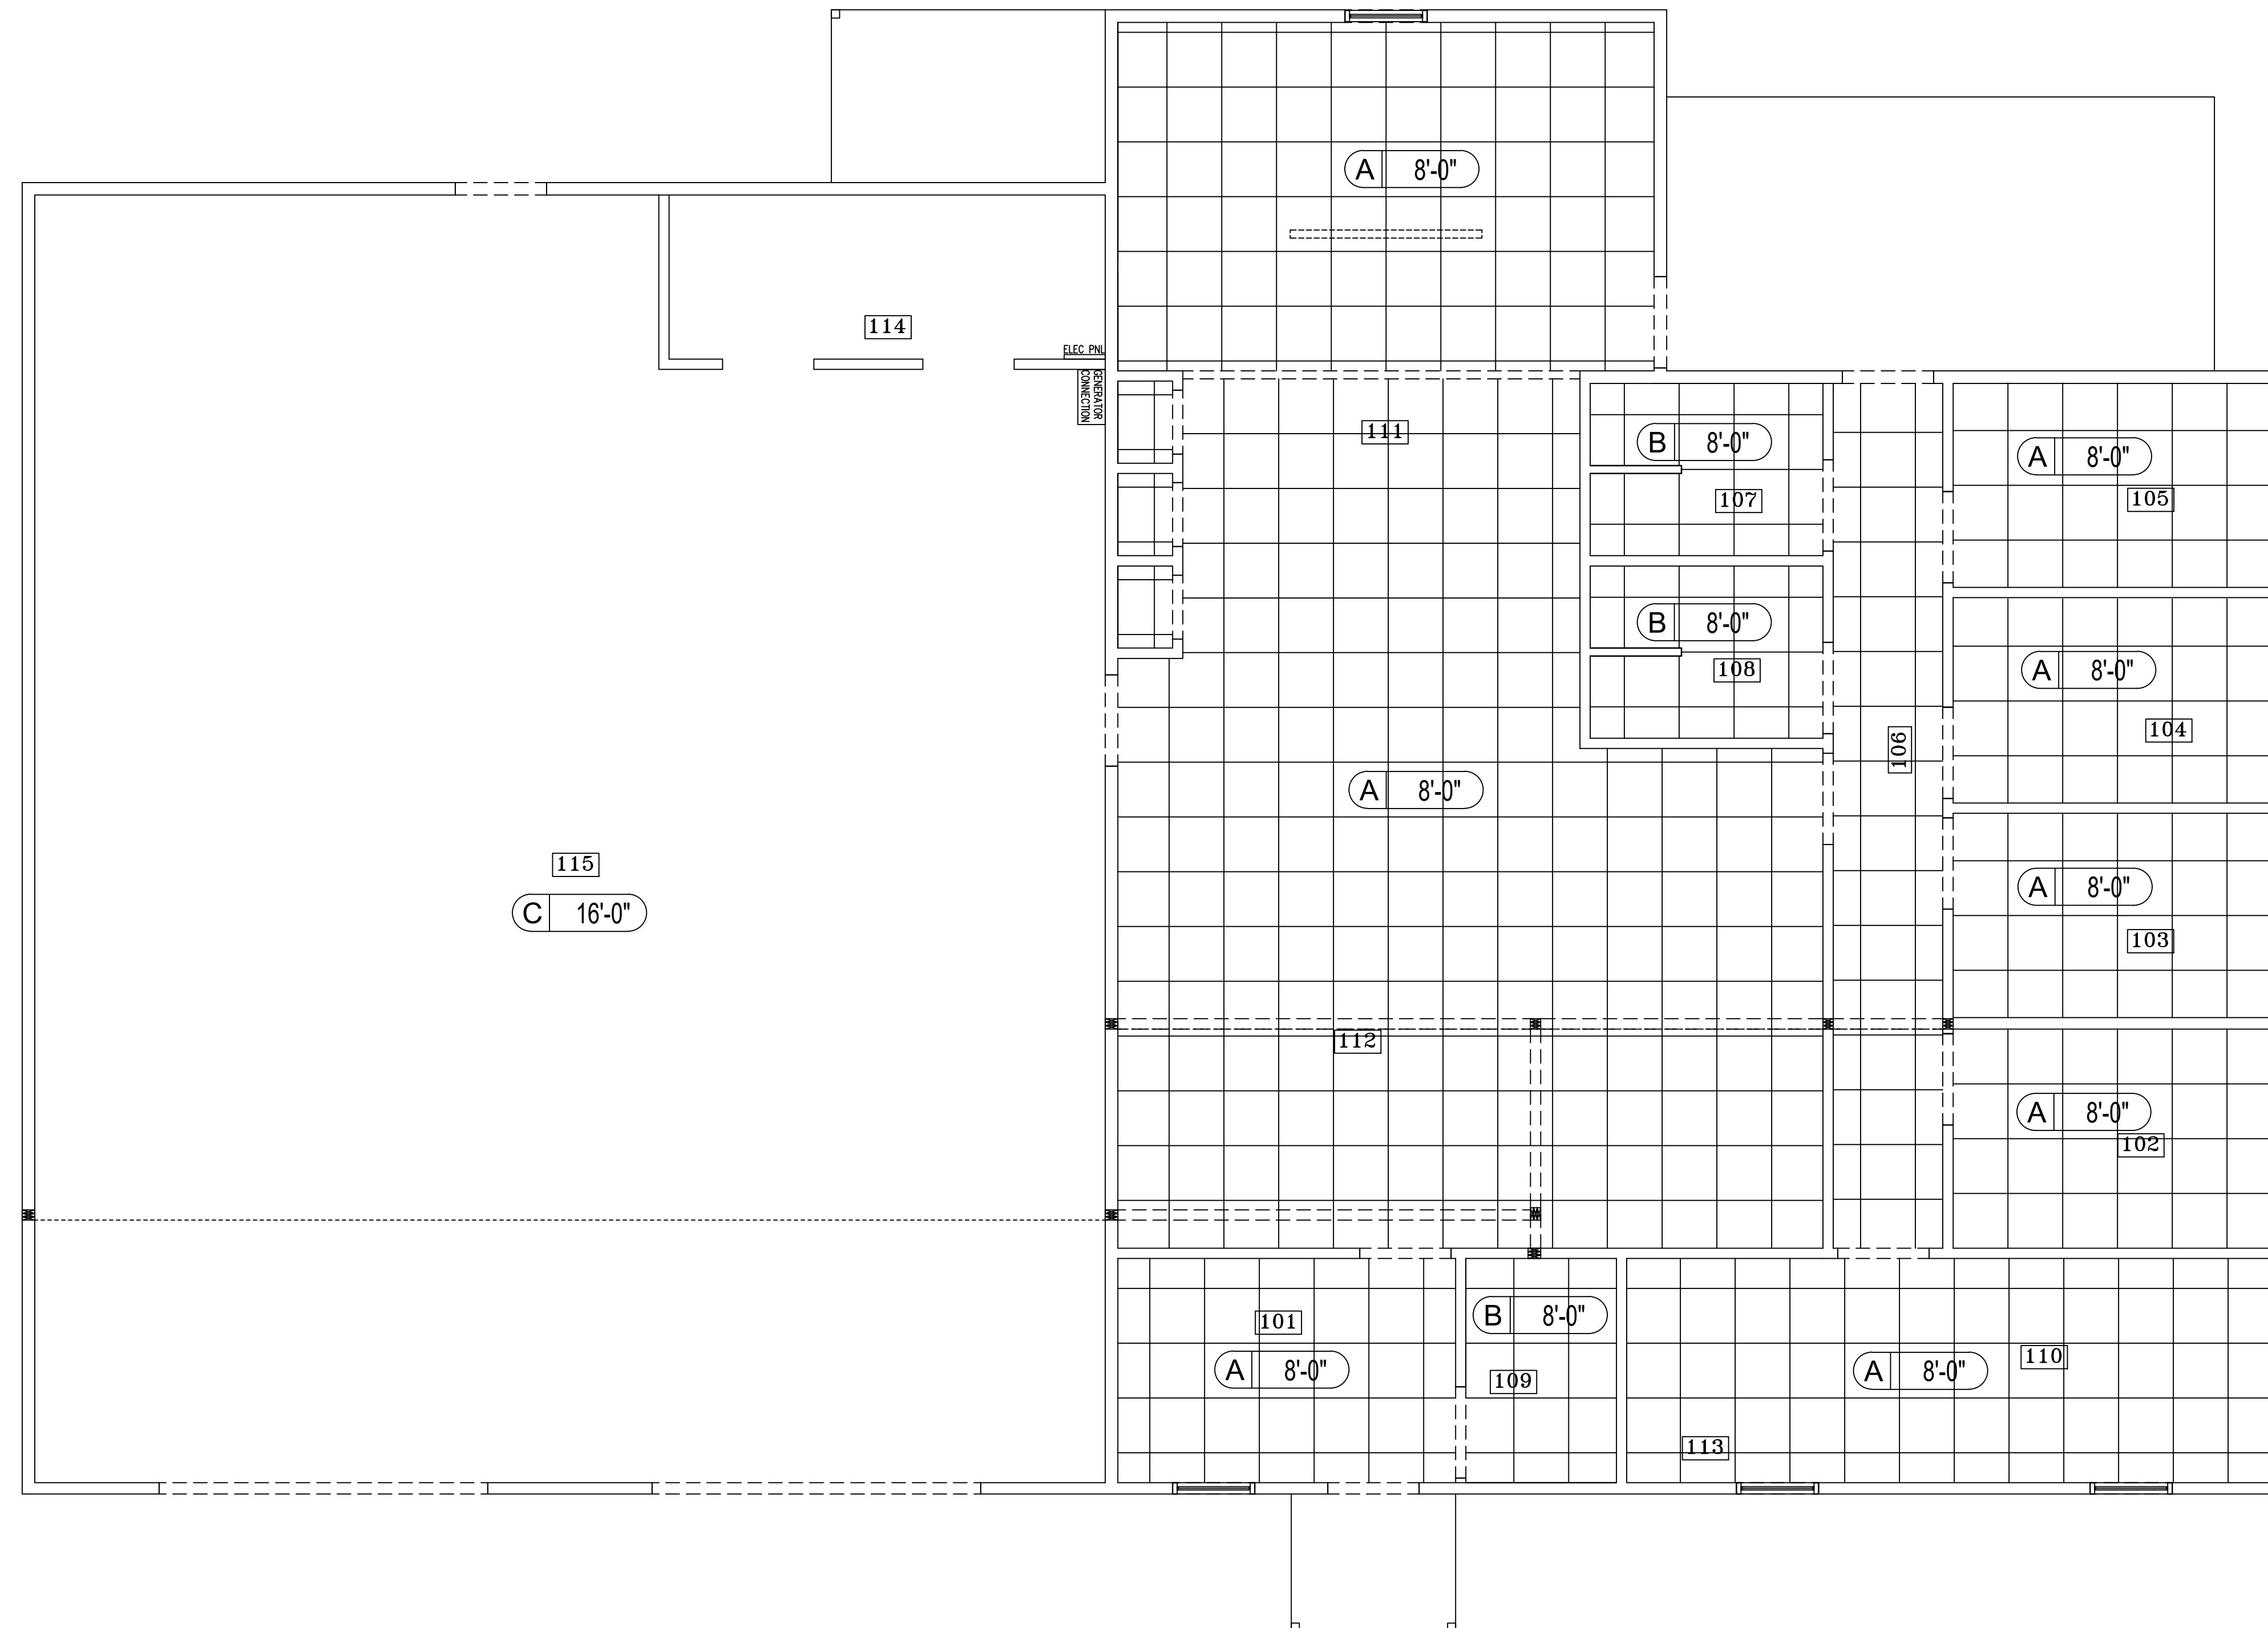 A 8'-0"
114
ELEC PNL
GENERATOR
CONNECTION
111
B 8'-0"
107
A 8'-0"
105
B 8'-0"
108
A 8'-0"
104
106
A 8'-0"
115
C 16'-0"
A 8'-0"
103
112
A 8'-0"
102
101
A 8'-0"
B 8'-0"
109
A 8'-0"
110
113